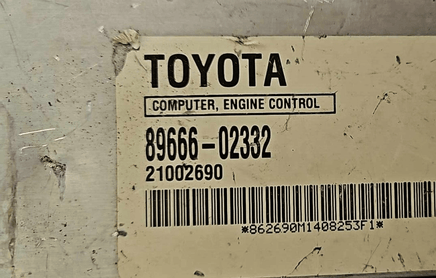 TOYOTA
COMPUTER, ENGINE CONTROL
89666-02332
21002690
*862690M1408253F1*